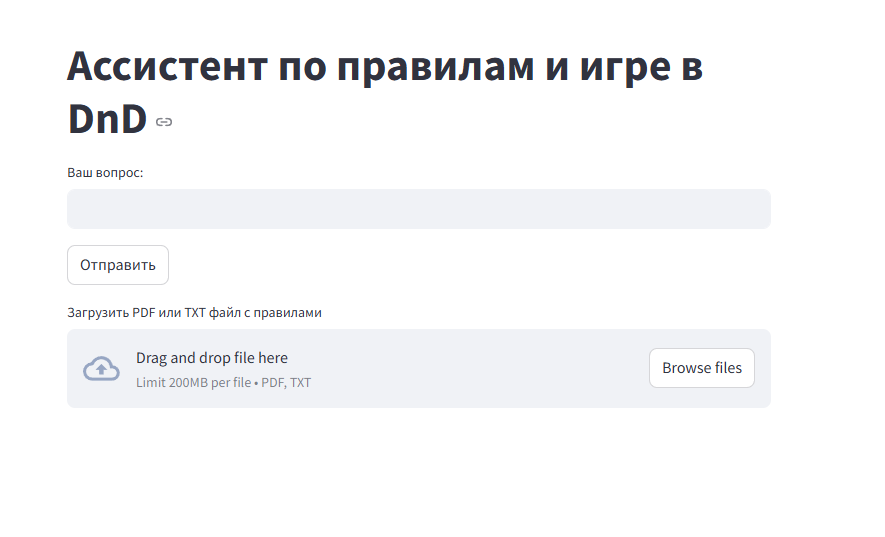 Ассистент по правилам и игре в
DnD
Ваш вопрос:
Отправить
Загрузить PDF или TXT файл с правилами
Drag and drop file here
Limit 200MB per file • PDF, TXT
Browse files